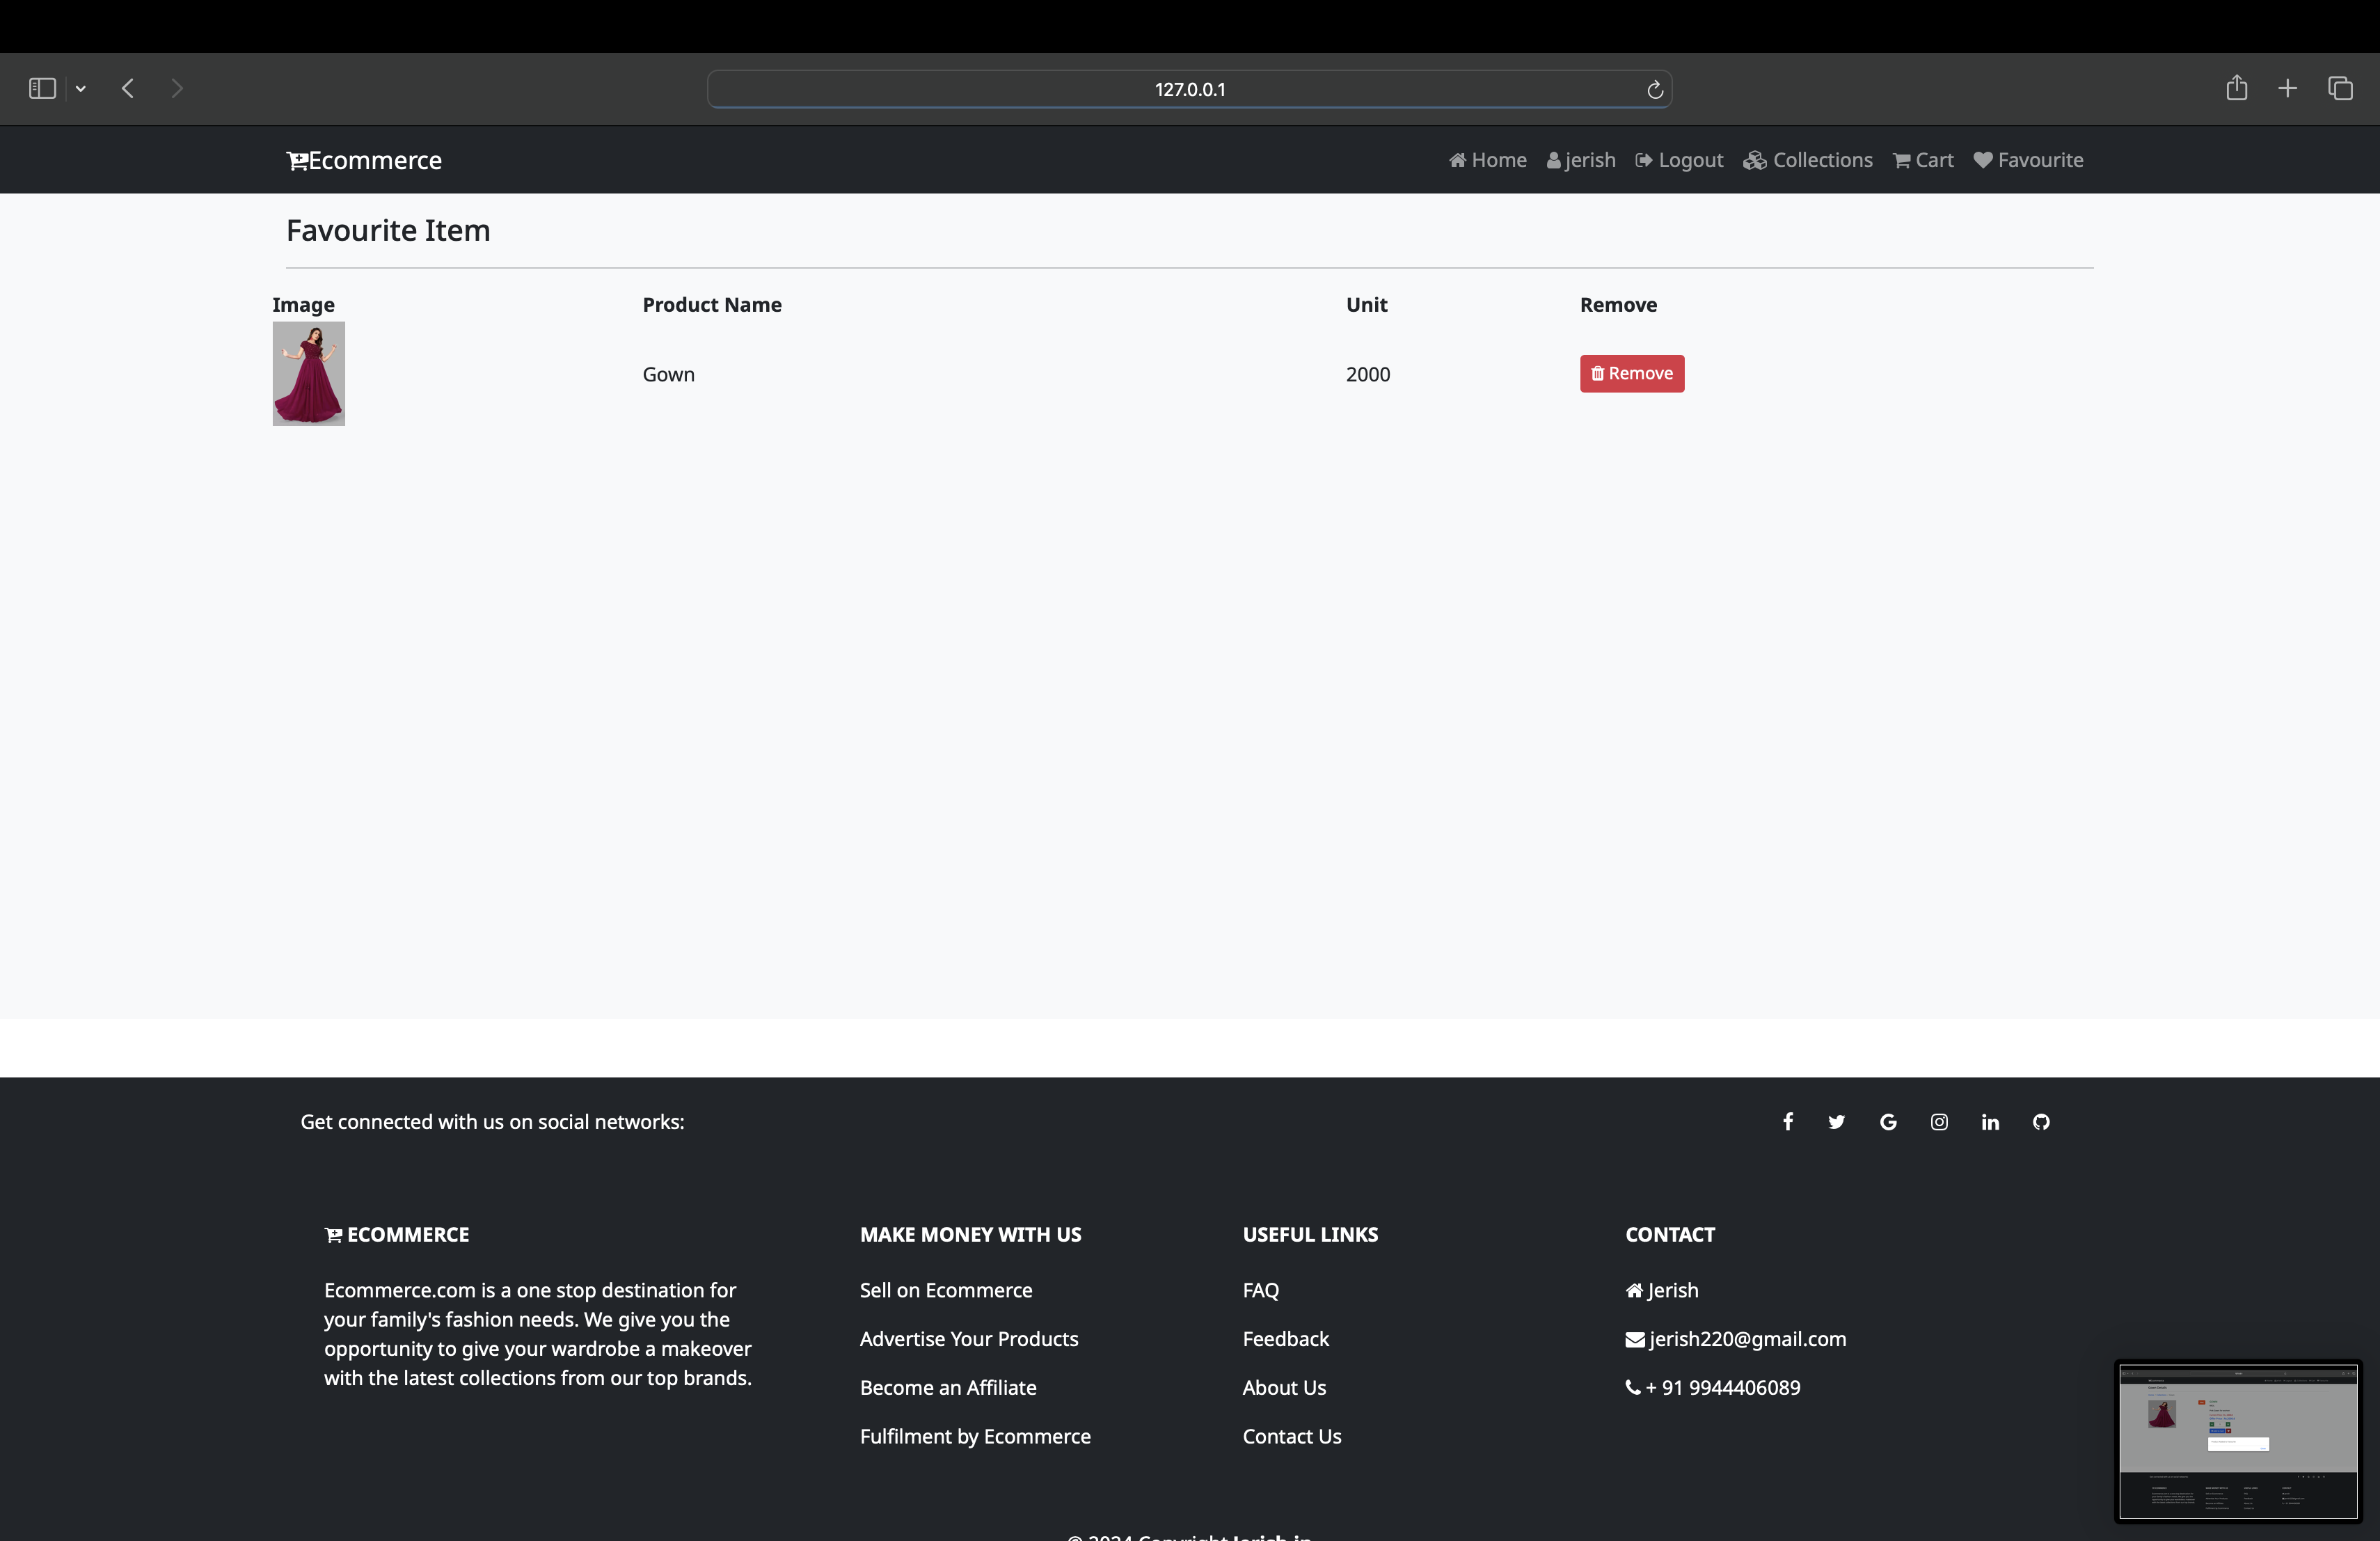 127.0.0.1
Ecommerce
Home jerish Logout Collections Cart Favourite
Favourite Item
Image Product Name Unit Remove
Gown 2000 Remove
Get connected with us on social networks:
ECOMMERCE
Ecommerce.com is a one stop destination for
your family's fashion needs. We give you the
opportunity to give your wardrobe a makeover
with the latest collections from our top brands.
MAKE MONEY WITH US
Sell on Ecommerce
Advertise Your Products
Become an Affiliate
Fulfilment by Ecommerce
USEFUL LINKS
FAQ
Feedback
About Us
Contact Us
CONTACT
Jerish
jerish220@gmail.com
+ 91 9944406089
© 2024 Copyright Jerish.in